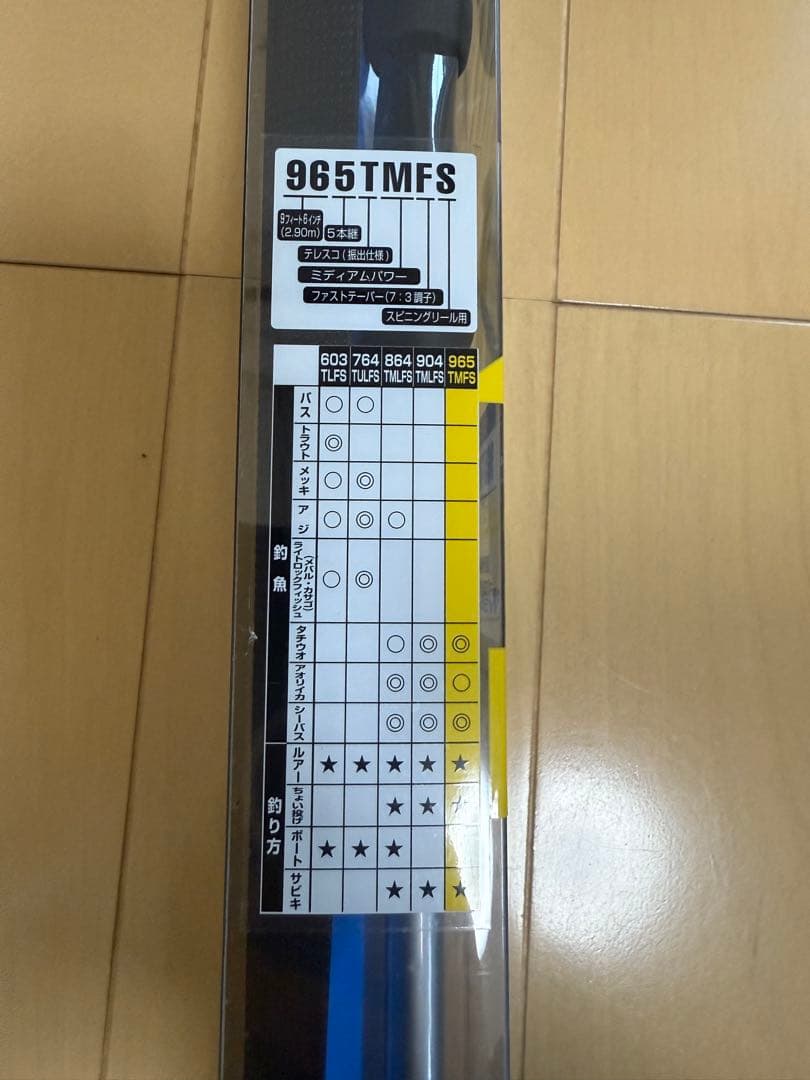 965TMFS
9フィート6インチ
(2.90m)
5本継
テレスコ(振出仕様)
ミディアムパワー
ファストテーパー(7:3調子)
スピニングリール用
603 764 864 904 965
TLFS TULFS TMLFS TMLFS TMFS
釣魚
バス ○ ○
トラウト ◎
メッキ ○ ◎
アジ ○ ◎ ○
ライトロックフィッシュ
(メバル・カサゴ) ○ ◎
タチウオ ○ ◎ ◎
アオリイカ ◎ ◎ ○
シーバス ◎ ◎ ◎
釣り方
ルアー ★ ★ ★ ★ ★
ちょい投げ ★ ★ ★
ボート ★ ★ ★
サビキ ★ ★ ★